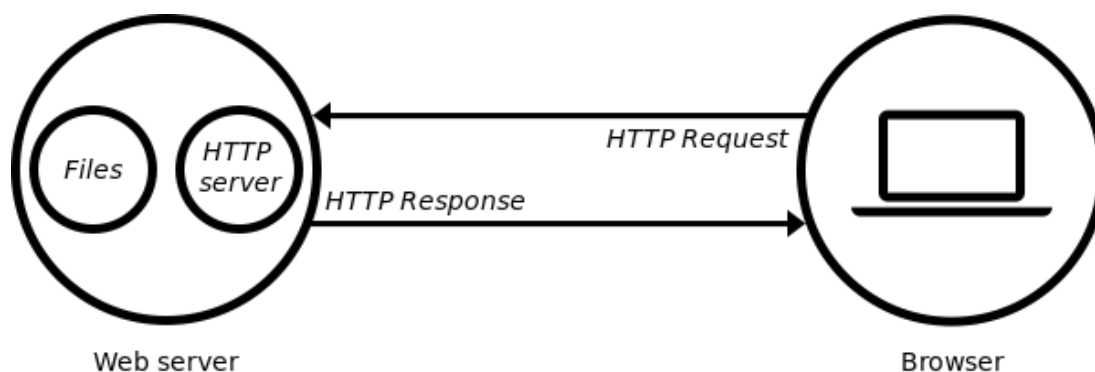 Files
HTTP
server
HTTP Request
HTTP Response
Web server
Browser